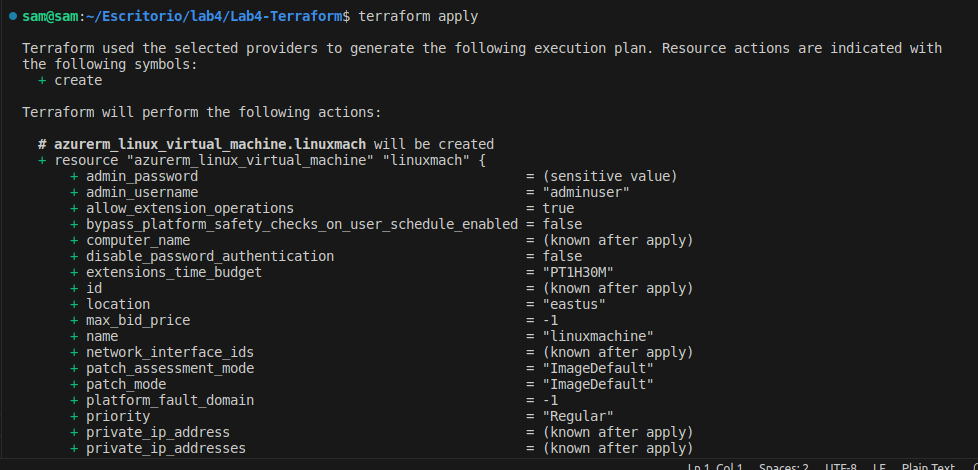 sam@sam:~/Escritorio/lab4/Lab4-Terraform$ terraform apply
Terraform used the selected providers to generate the following execution plan. Resource actions are indicated with
the following symbols:
+ create
Terraform will perform the following actions:
# azurerm_linux_virtual_machine.linuxmach will be created
+ resource "azurerm_linux_virtual_machine" "linuxmach" {
+ admin_password = (sensitive value)
+ admin_username = "adminuser"
+ allow_extension_operations = true
+ bypass_platform_safety_checks_on_user_schedule_enabled = false
+ computer_name = (known after apply)
+ disable_password_authentication = false
+ extensions_time_budget = "PT1H30M"
+ id = (known after apply)
+ location = "eastus"
+ max_bid_price = -1
+ name = "linuxmachine"
+ network_interface_ids = (known after apply)
+ patch_assessment_mode = "ImageDefault"
+ patch_mode = "ImageDefault"
+ platform_fault_domain = -1
+ priority = "Regular"
+ private_ip_address = (known after apply)
+ private_ip_addresses = (known after apply)
Ln 1, Col 1 Spaces: 2 UTF-8 LF Plain Text